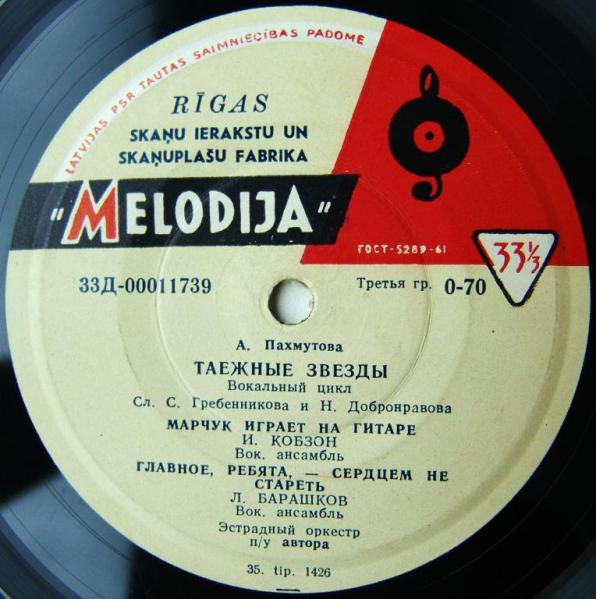 LATVIJAS PSR TAUTAS SAIMNIECĪBAS PADOME
RĪGAS
SKAŅU IERAKSTU UN
SKAŅUPLAŠU FABRIKA
"MELODIJA"
ГОСТ-5289-61
33⅓
33Д-00011739 Третья гр. 0-70
А. Пахмутова
ТАЕЖНЫЕ ЗВЕЗДЫ
Вокальный цикл
Сл. С. Гребенникова и Н. Добронравова
МАРЧУК ИГРАЕТ НА ГИТАРЕ
И. КОБЗОН
Вок. ансамбль
ГЛАВНОЕ, РЕБЯТА, — СЕРДЦЕМ НЕ
СТАРЕТЬ
Л. БАРАШКОВ
Вок. ансамбль
Эстрадный оркестр
п/у автора
35. tip. 1426